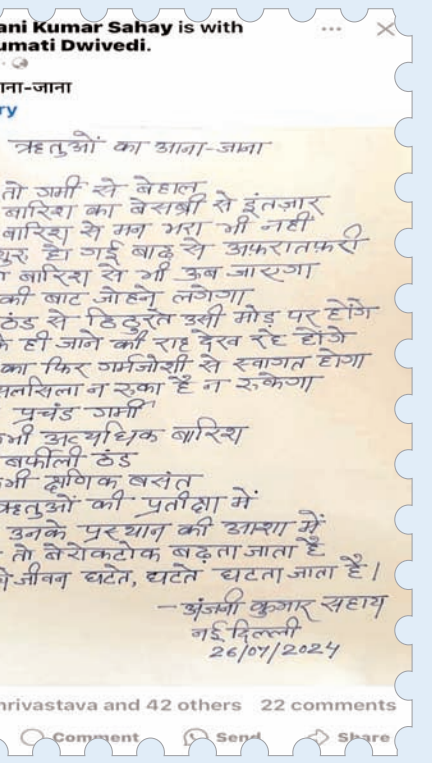 ani Kumar Sahay is with
umati Dwivedi.
ाना-जाना
ry
ऋतुओं का आना-जाना
तो गर्मी से बेहाल
बारिश का बेसब्री से इंतज़ार
बारिश से मन भरा भी नहीं
शुरु हो गई बाढ़ से अफ़रातफ़री
बारिश से भी ऊब जाएगा
की बाट जोहने लगेगा
ठंड से ठिठुरते उसी मोड़ पर होंगे
के ही जाने की राह देख रहे होंगे
का फिर गर्मजोशी से स्वागत होगा
सिलसिला न रुका है न रुकेगा
प्रचंड गर्मी
भी अत्यधिक बारिश
बर्फीली ठंड
भी क्षणिक बसंत
ऋतुओं की प्रतीक्षा में
उनके प्रस्थान की आशा में
तो बेरोकटोक बढ़ता जाता है
जीवन घटते, घटते घटता जाता है।
– अंजनी कुमार सहाय
नई दिल्ली
26/07/2024
hrivastava and 42 others 22 comments
Comment Send Share